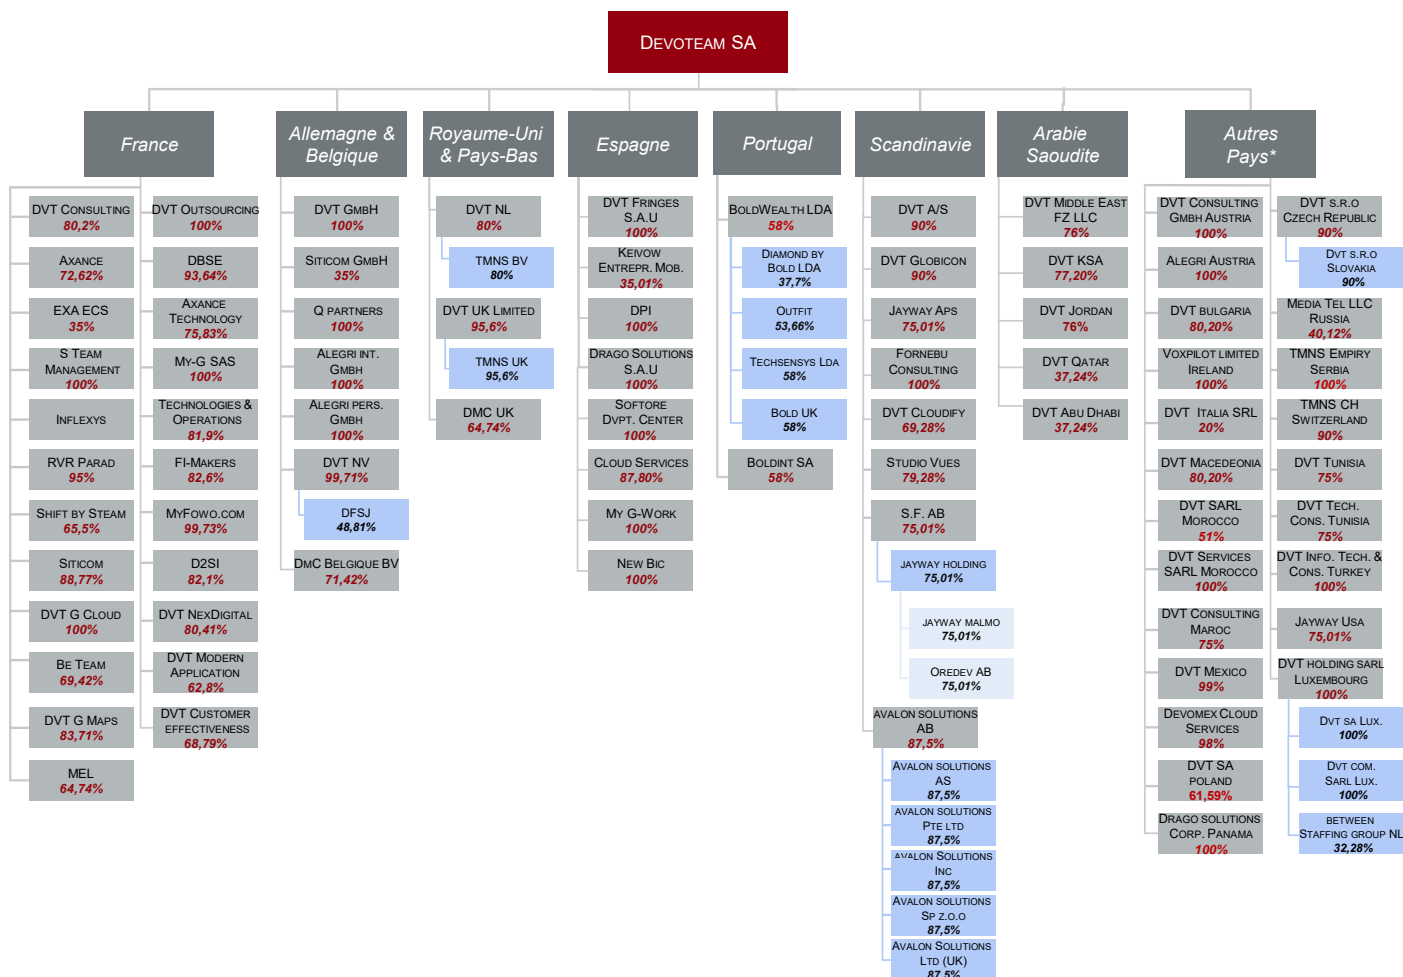 DEVOTEAM SA
France
DVT CONSULTING
80,2%
AXANCE
72,62%
EXA ECS
35%
S TEAM
MANAGEMENT
100%
INFLEXYS
RVR PARAD
95%
SHIFT BY STEAM
65,5%
SITICOM
88,77%
DVT G CLOUD
100%
BE TEAM
69,42%
DVT G MAPS
83,71%
MEL
64,74%
DVT OUTSOURCING
100%
DBSE
93,64%
AXANCE
TECHNOLOGY
75,83%
MY-G SAS
100%
TECHNOLOGIES &
OPERATIONS
81,9%
FI-MAKERS
82,6%
MYFOWO.COM
99,73%
D2SI
82,1%
DVT NEXDIGITAL
80,41%
DVT MODERN
APPLICATION
62,8%
DVT CUSTOMER
EFFECTIVENESS
68,79%
Allemagne &
Belgique
DVT GMBH
100%
SITICOM GMBH
35%
Q PARTNERS
100%
ALEGRI INT.
GMBH
100%
ALEGRI PERS.
GMBH
100%
DVT NV
99,71%
DFSJ
48,81%
DMC BELGIQUE BV
71,42%
Royaume-Uni
& Pays-Bas
DVT NL
80%
TMNS BV
80%
DVT UK LIMITED
95,6%
TMNS UK
95,6%
DMC UK
64,74%
Espagne
DVT FRINGES
S.A.U
100%
KEIVOW
ENTREPR. MOB.
35,01%
DPI
100%
DRAGO SOLUTIONS
S.A.U
100%
SOFTORE
DVPT. CENTER
100%
CLOUD SERVICES
87,80%
MY G-WORK
100%
NEW BIC
100%
Portugal
BOLDWEALTH LDA
58%
DIAMOND BY
BOLD LDA
37,7%
OUTFIT
53,66%
TECHSENSYS LDA
58%
BOLD UK
58%
BOLDINT SA
58%
Scandinavie
DVT A/S
90%
DVT GLOBICON
90%
JAYWAY APS
75,01%
FORNEBU
CONSULTING
100%
DVT CLOUDIFY
69,28%
STUDIO VUES
79,28%
S.F. AB
75,01%
JAYWAY HOLDING
75,01%
JAYWAY MALMO
75,01%
OREDEV AB
75,01%
AVALON SOLUTIONS
AB
87,5%
AVALON SOLUTIONS
AS
87,5%
AVALON SOLUTIONS
PTE LTD
87,5%
AVALON SOLUTIONS
INC
87,5%
AVALON SOLUTIONS
SP Z.O.O
87,5%
AVALON SOLUTIONS
LTD (UK)
87,5%
Arabie
Saoudite
DVT MIDDLE EAST
FZ LLC
76%
DVT KSA
77,20%
DVT JORDAN
76%
DVT QATAR
37,24%
DVT ABU DHABI
37,24%
Autres
Pays*
DVT CONSULTING
GMBH AUSTRIA
100%
ALEGRI AUSTRIA
100%
DVT BULGARIA
80,20%
VOXPILOT LIMITED
IRELAND
100%
DVT ITALIA SRL
20%
DVT MACEDEONIA
80,20%
DVT SARL
MOROCCO
51%
DVT SERVICES
SARL MOROCCO
100%
DVT CONSULTING
MAROC
75%
DVT MEXICO
99%
DEVOMEX CLOUD
SERVICES
98%
DVT SA
POLAND
61,59%
DRAGO SOLUTIONS
CORP. PANAMA
100%
DVT S.R.O
CZECH REPUBLIC
90%
DVT S.R.O
SLOVAKIA
90%
MEDIA TEL LLC
RUSSIA
40,12%
TMNS EMPIRY
SERBIA
100%
TMNS CH
SWITZERLAND
90%
DVT TUNISIA
75%
DVT TECH.
CONS. TUNISIA
75%
DVT INFO. TECH. &
CONS. TURKEY
100%
JAYWAY USA
75,01%
DVT HOLDING SARL
LUXEMBOURG
100%
DVT SA LUX.
100%
DVT COM.
SARL LUX.
100%
BETWEEN
STAFFING GROUP NL
32,28%